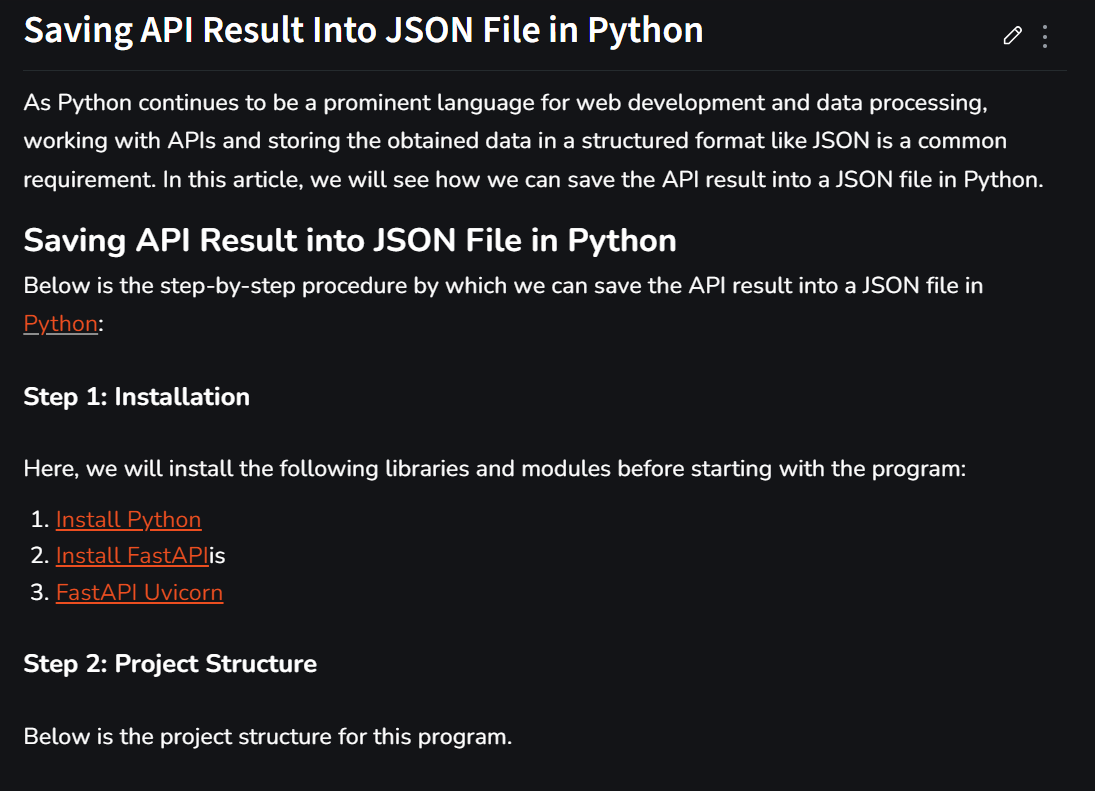 Saving API Result Into JSON File in Python
As Python continues to be a prominent language for web development and data processing,
working with APIs and storing the obtained data in a structured format like JSON is a common
requirement. In this article, we will see how we can save the API result into a JSON file in Python.
Saving API Result into JSON File in Python
Below is the step-by-step procedure by which we can save the API result into a JSON file in
Python:
Step 1: Installation
Here, we will install the following libraries and modules before starting with the program:
1. Install Python
2. Install FastAPIis
3. FastAPI Uvicorn
Step 2: Project Structure
Below is the project structure for this program.